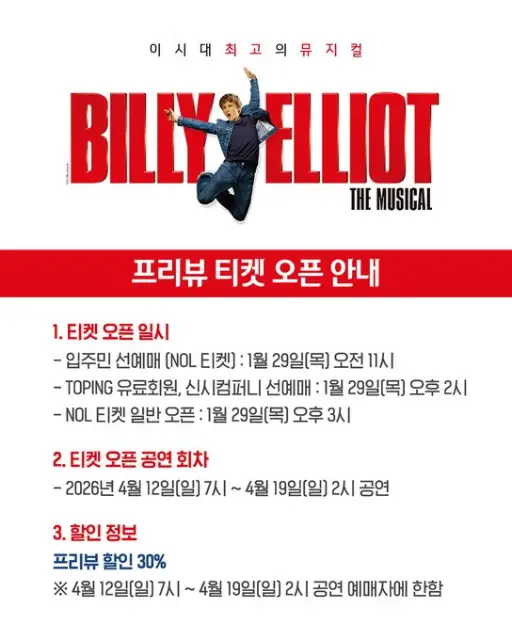 이 시 대 최 고 의 뮤 지 컬
BILLY ELLIOT
THE MUSICAL
프리뷰 티켓 오픈 안내
1. 티켓 오픈 일시
- 입주민 선예매 (NOL 티켓) : 1월 29일(목) 오전 11시
- TOPING 유료회원, 신시컴퍼니 선예매 : 1월 29일(목) 오후 2시
- NOL 티켓 일반 오픈 : 1월 29일(목) 오후 3시
2. 티켓 오픈 공연 회차
- 2026년 4월 12일(일) 7시 ~ 4월 19일(일) 2시 공연
3. 할인 정보
프리뷰 할인 30%
※ 4월 12일(일) 7시 ~ 4월 19일(일) 2시 공연 예매자에 한함